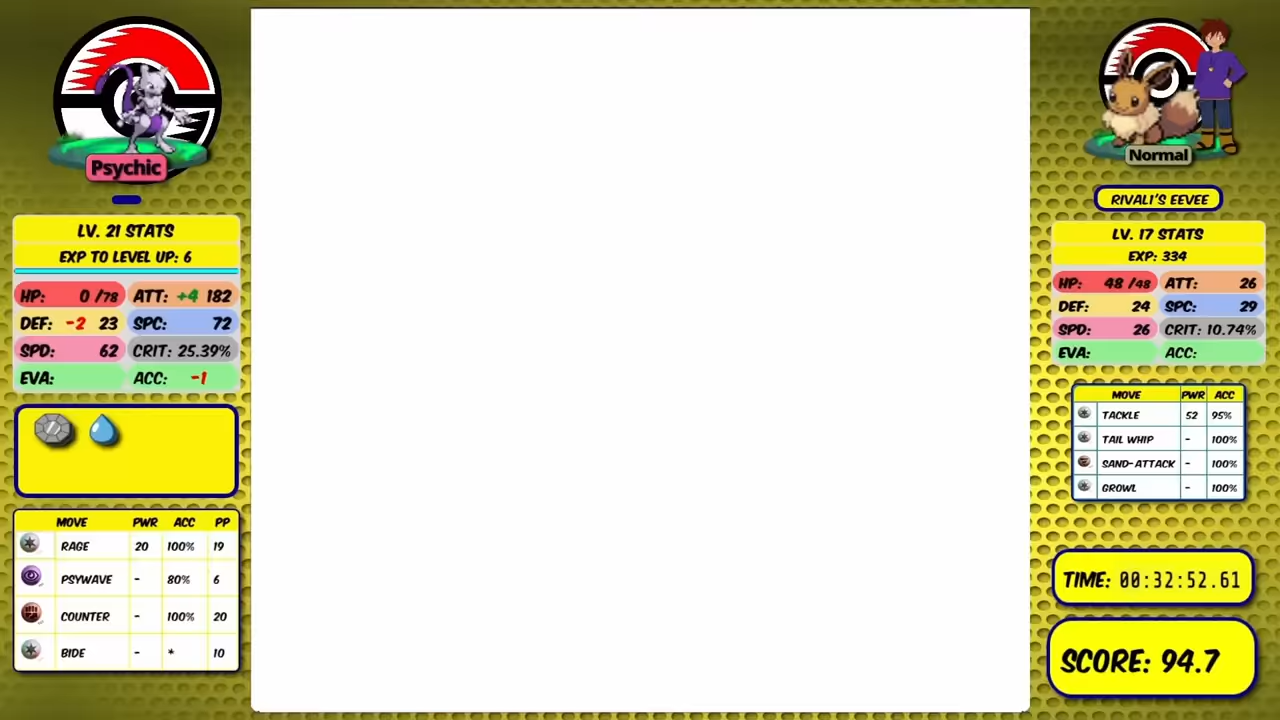 Psychic
LV. 21 STATS
EXP TO LEVEL UP: 6
HP: 0 /78 ATT: +4 182
DEF: -2 23 SPC: 72
SPD: 62 CRIT: 25.39%
EVA: ACC: -1
MOVE PWR ACC PP
RAGE 20 100% 19
PSYWAVE - 80% 6
COUNTER - 100% 20
BIDE - * 10
Normal
RIVAL1'S EEVEE
LV. 17 STATS
EXP: 334
HP: 48 /48 ATT: 26
DEF: 24 SPC: 29
SPD: 26 CRIT: 10.74%
EVA: ACC:
MOVE PWR ACC
TACKLE 52 95%
TAIL WHIP - 100%
SAND-ATTACK - 100%
GROWL - 100%
TIME: 00:32:52.61
SCORE: 94.7